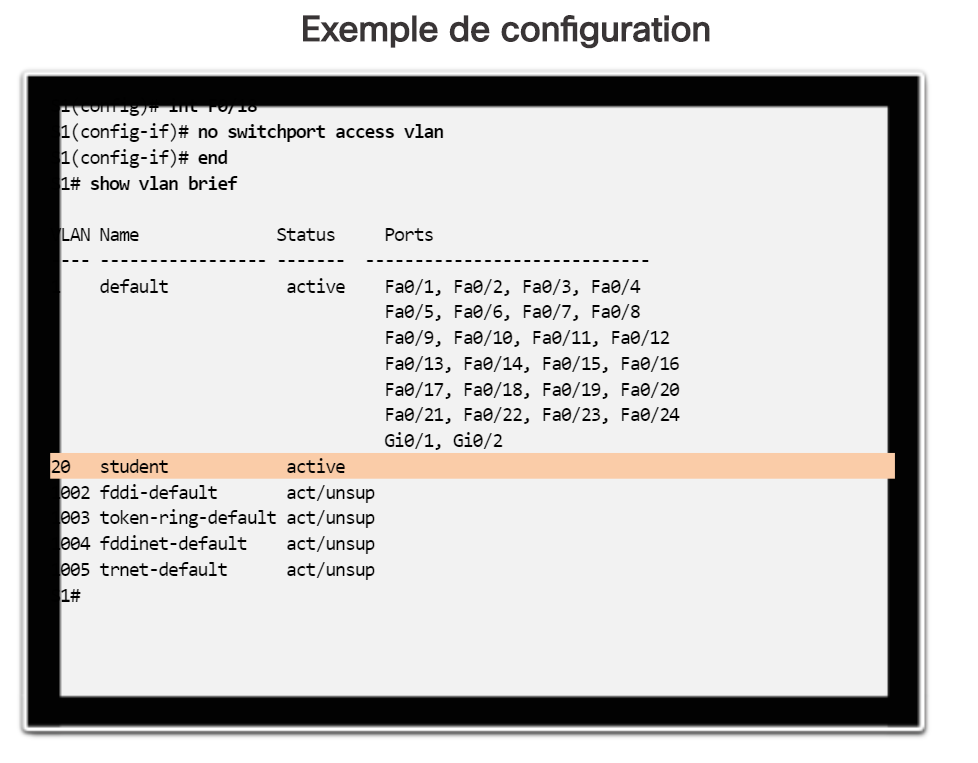 Exemple de configuration
1(config)# int F0/18
1(config-if)# no switchport access vlan
1(config-if)# end
1# show vlan brief
VLAN Name Status Ports
--- ----------------- ------- -----------------------------
default active Fa0/1, Fa0/2, Fa0/3, Fa0/4
Fa0/5, Fa0/6, Fa0/7, Fa0/8
Fa0/9, Fa0/10, Fa0/11, Fa0/12
Fa0/13, Fa0/14, Fa0/15, Fa0/16
Fa0/17, Fa0/18, Fa0/19, Fa0/20
Fa0/21, Fa0/22, Fa0/23, Fa0/24
Gi0/1, Gi0/2
20 student active
002 fddi-default act/unsup
003 token-ring-default act/unsup
004 fddinet-default act/unsup
005 trnet-default act/unsup
1#